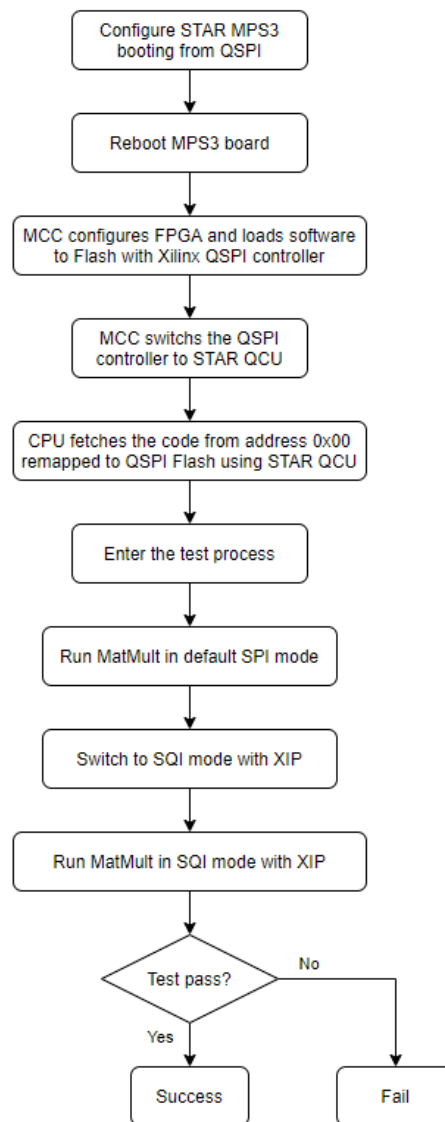 Configure STAR MPS3
booting from QSPI
Reboot MPS3 board
MCC configures FPGA and loads software
to Flash with Xilinx QSPI controller
MCC switchs the QSPI
controller to STAR QCU
CPU fetches the code from address 0x00
remapped to QSPI Flash using STAR QCU
Enter the test process
Run MatMult in default SPI mode
Switch to SQI mode with XIP
Run MatMult in SQI mode with XIP
Test pass?
No
Yes
Success
Fail